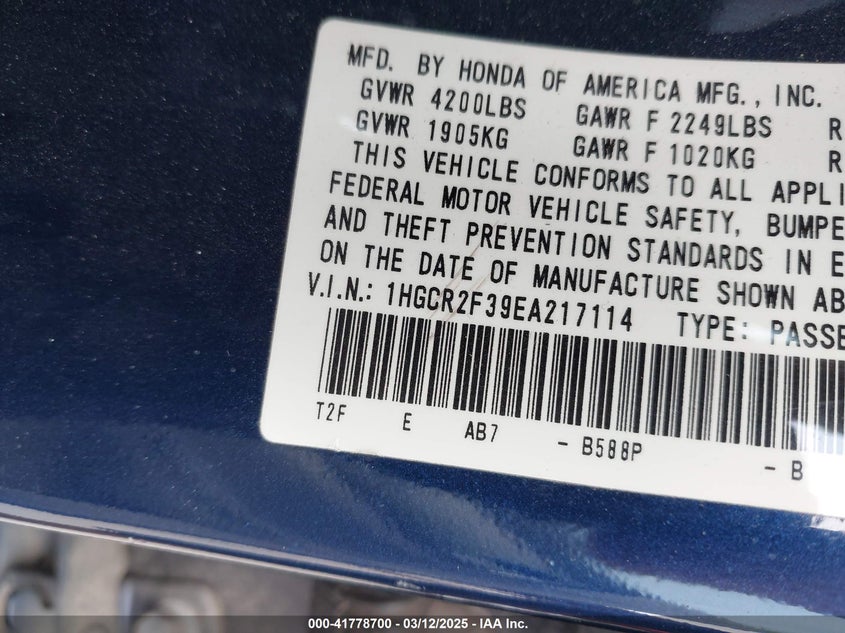 MFD. BY HONDA OF AMERICA MFG., INC.
GVWR 4200LBS GAWR F 2249LBS R
GVWR 1905KG GAWR F 1020KG R
THIS VEHICLE CONFORMS TO ALL APPLI
FEDERAL MOTOR VEHICLE SAFETY, BUMPE
AND THEFT PREVENTION STANDARDS IN E
ON THE DATE OF MANUFACTURE SHOWN AB
V.I.N.: 1HGCR2F39EA217114 TYPE: PASSE
T2F E AB7 - B588P - B
000-41778700 - 03/12/2025 - IAA Inc.